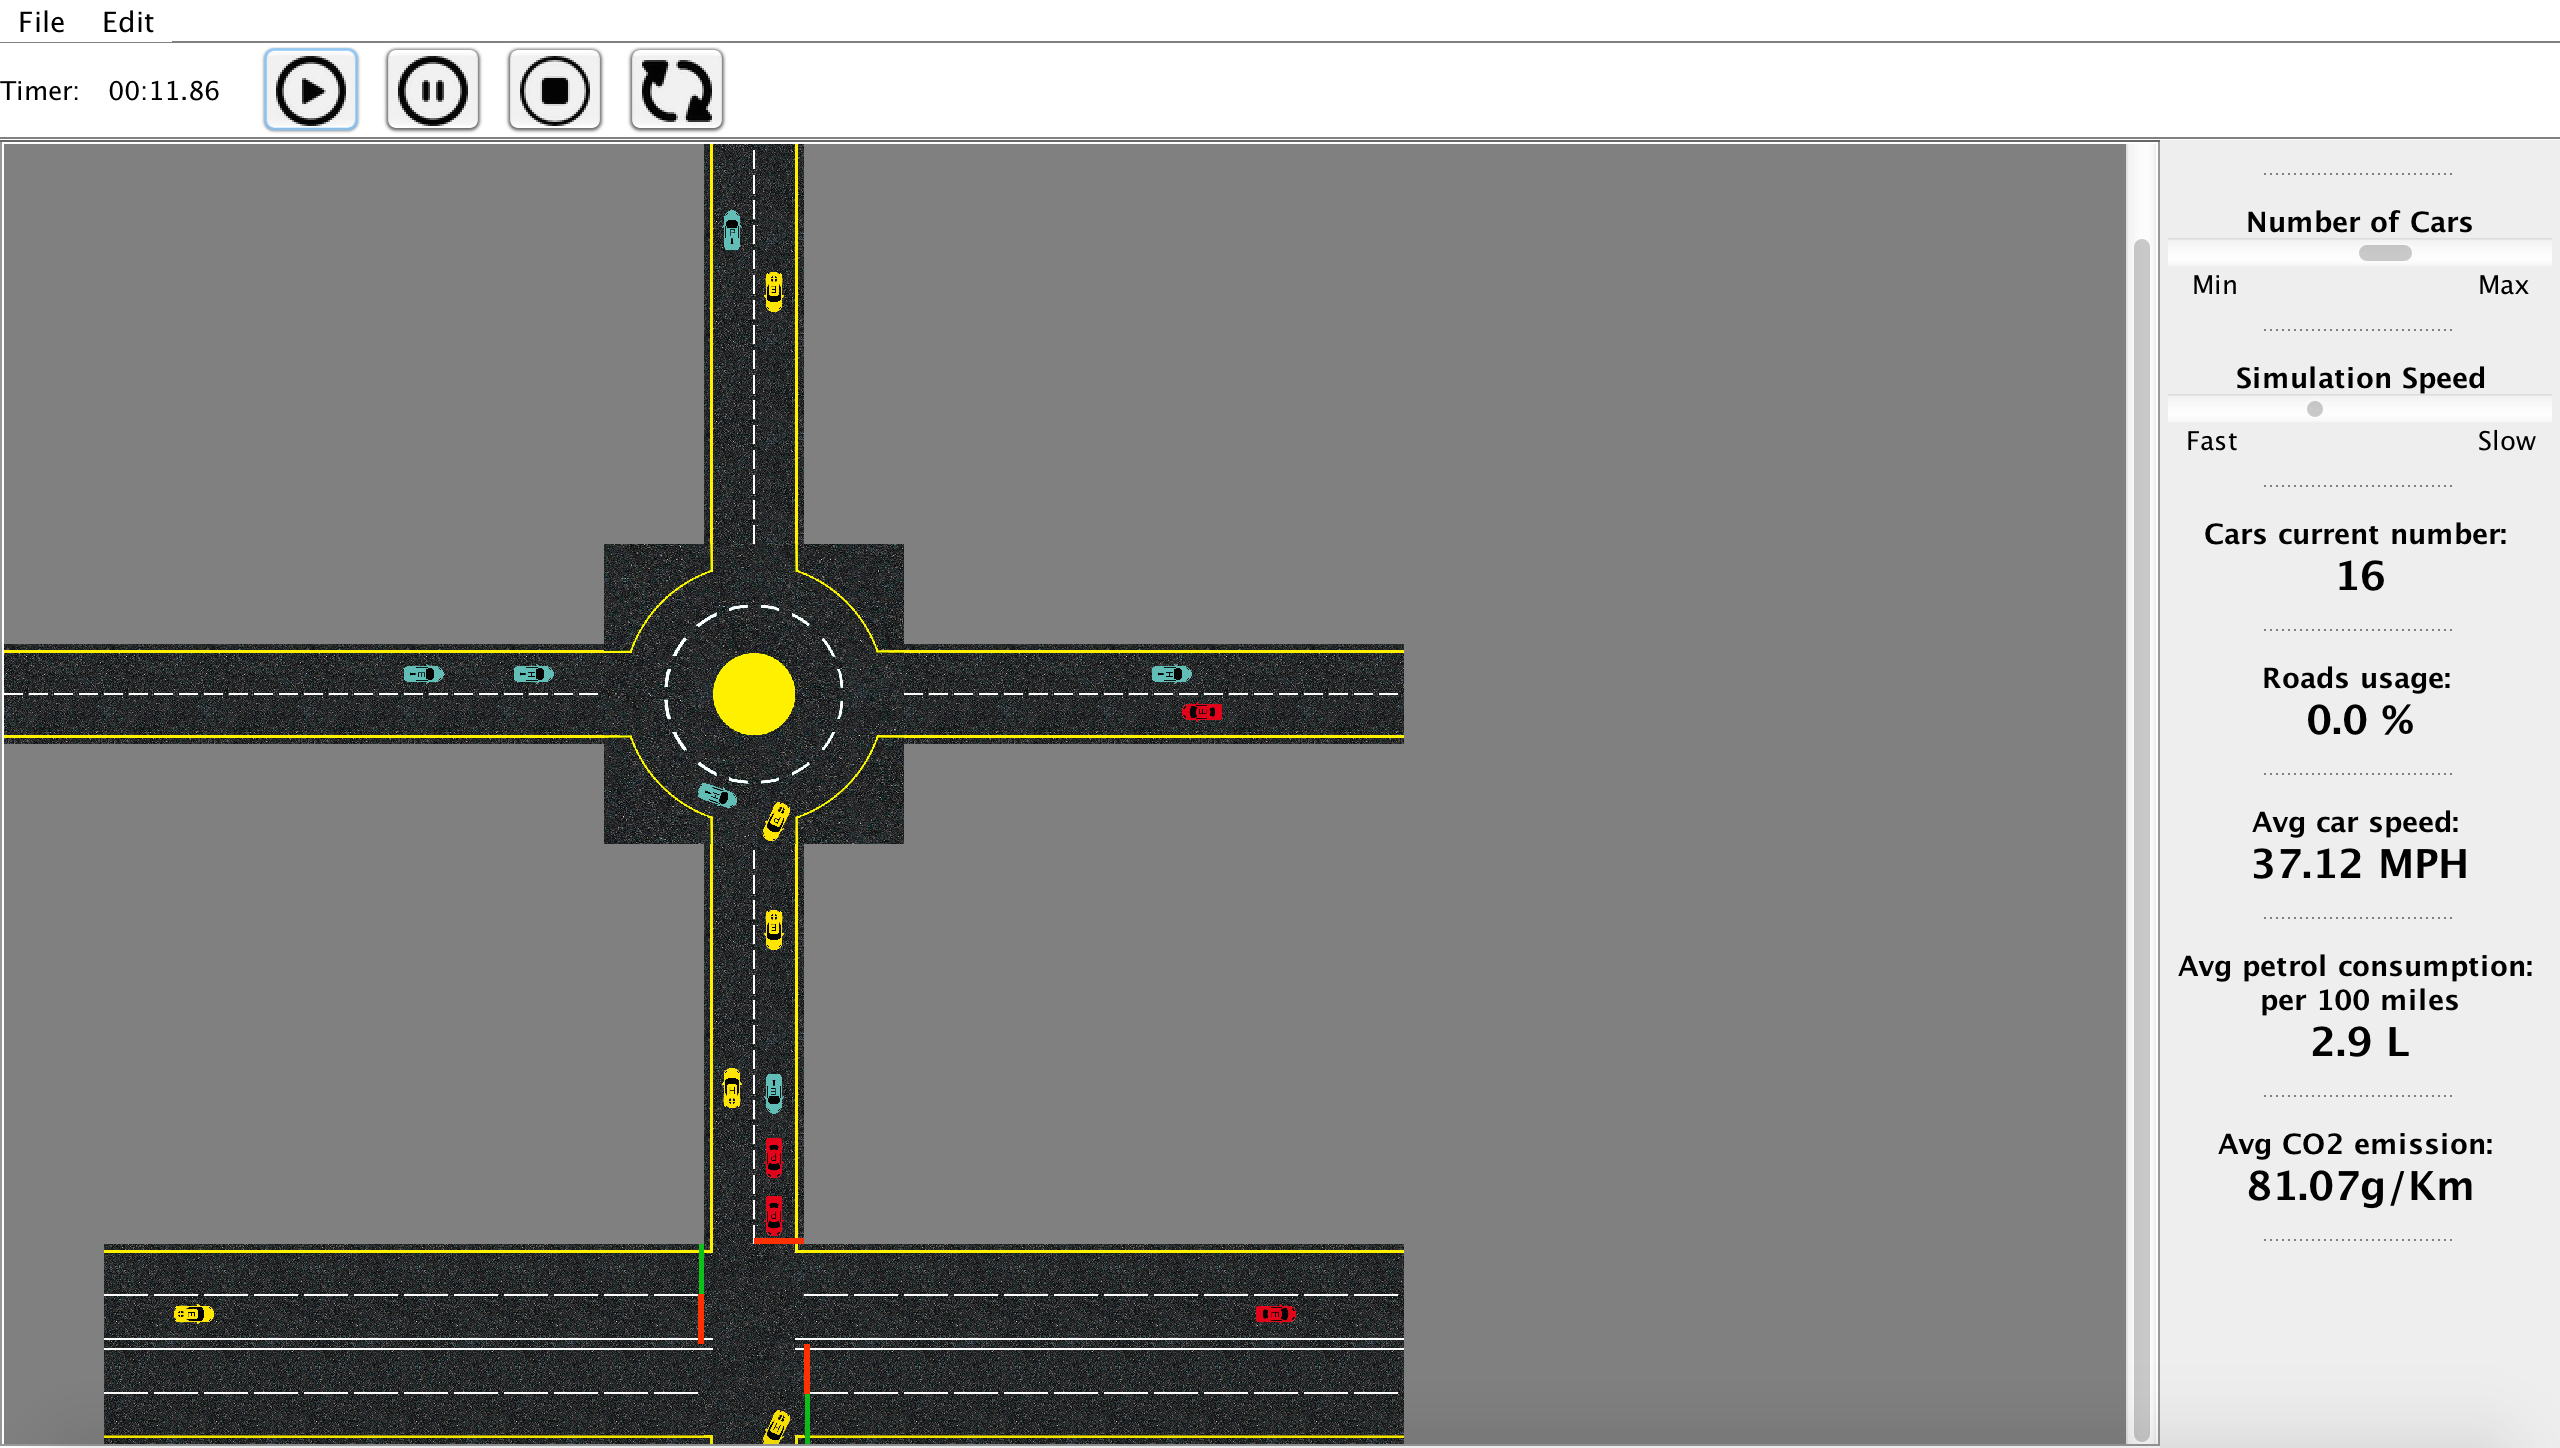 File Edit
Timer: 00:11.86
Number of Cars
Min Max
Simulation Speed
Fast Slow
Cars current number:
16
Roads usage:
0.0 %
Avg car speed:
37.12 MPH
Avg petrol consumption:
per 100 miles
2.9 L
Avg CO2 emission:
81.07g/Km